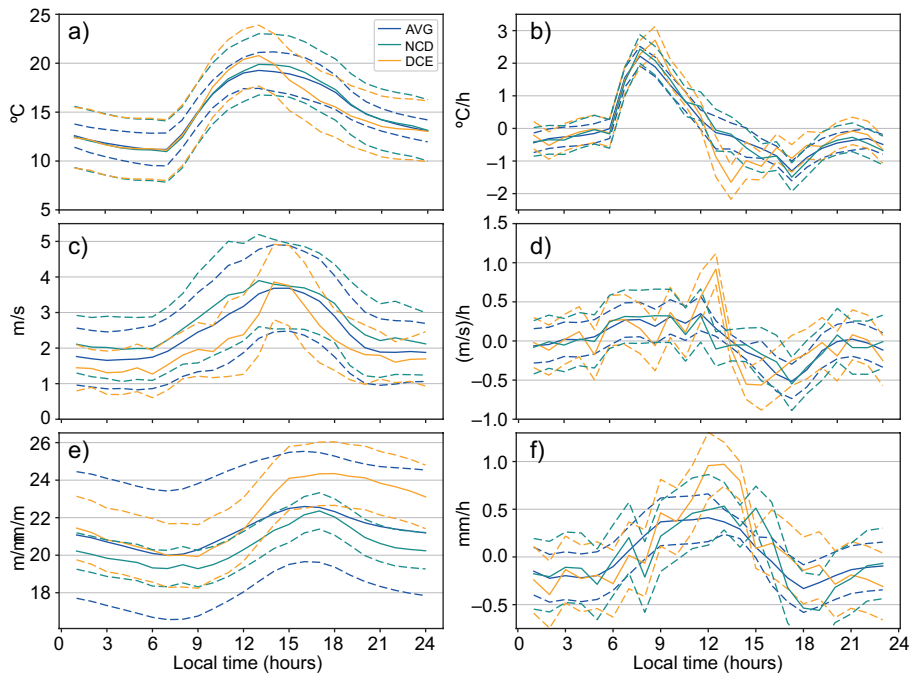 a)
25
20
15
10
5
ºC
AVG
NCD
DCE
b)
3
2
1
0
–1
–2
ºC/h
c)
5
4
3
2
1
0
m/s
d)
1.0
0.5
0.0
–0.5
–1.0
(m/s)/h
e)
26
24
22
20
18
0 3 6 9 12 15 18 21 24
Local time (hours)
f)
1.0
0.5
0.0
–0.5
mm/h
0 3 6 9 12 15 18 21 24
Local time (hours)